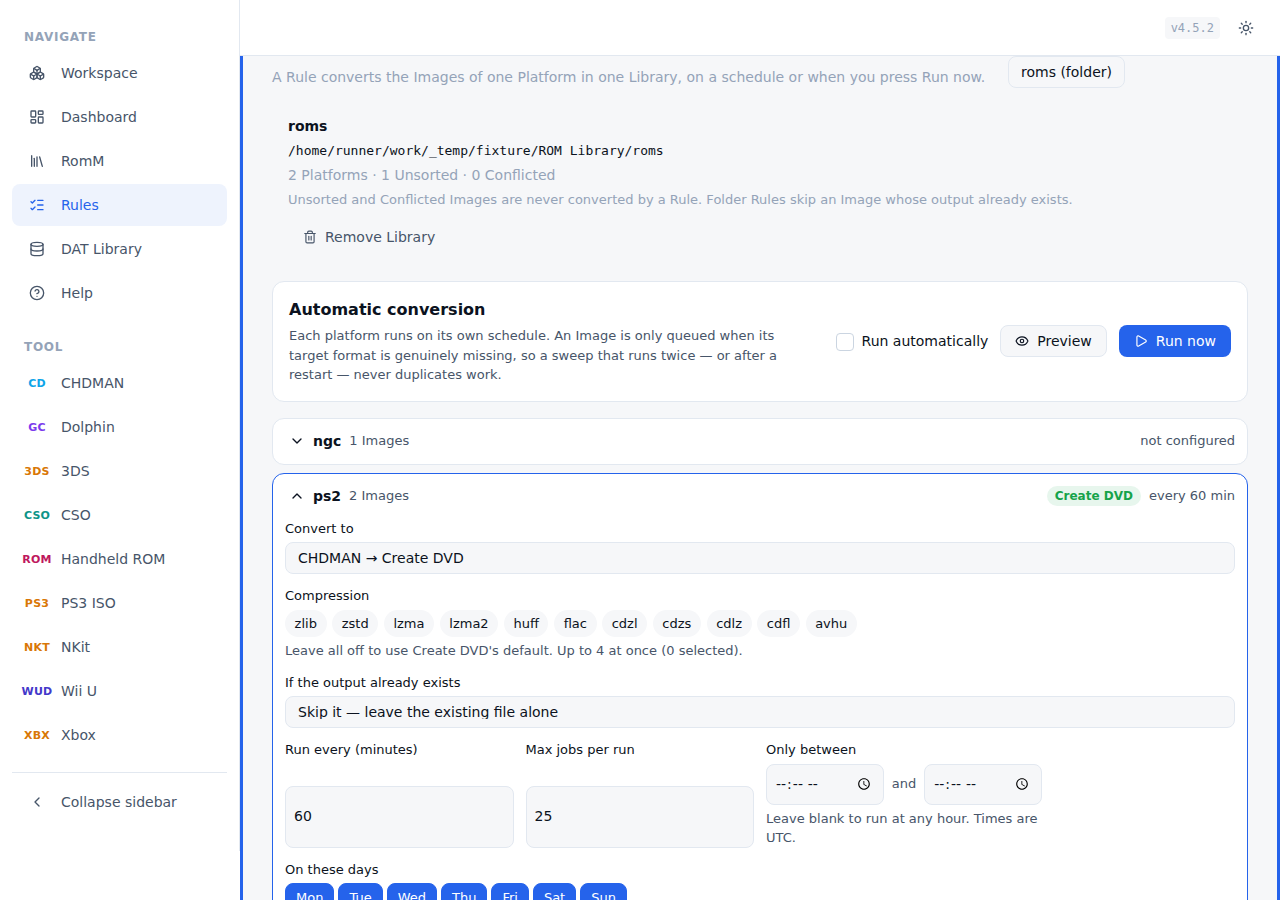 NAVIGATE
Workspace
Dashboard
RomM
Rules
DAT Library
Help
TOOL
CD CHDMAN
GC Dolphin
3DS 3DS
CSO CSO
ROM Handheld ROM
PS3 PS3 ISO
NKT NKit
WUD Wii U
XBX Xbox
Collapse sidebar
v4.5.2
A Rule converts the Images of one Platform in one Library, on a schedule or when you press Run now.
roms (folder)
roms
/home/runner/work/_temp/fixture/ROM Library/roms
2 Platforms · 1 Unsorted · 0 Conflicted
Unsorted and Conflicted Images are never converted by a Rule. Folder Rules skip an Image whose output already exists.
Remove Library
Automatic conversion
Each platform runs on its own schedule. An Image is only queued when its
target format is genuinely missing, so a sweep that runs twice — or after a
restart — never duplicates work.
Run automatically
Preview
Run now
ngc 1 Images not configured
ps2 2 Images Create DVD every 60 min
Convert to
CHDMAN → Create DVD
Compression
zlib zstd lzma lzma2 huff flac cdzl cdzs cdlz cdfl avhu
Leave all off to use Create DVD's default. Up to 4 at once (0 selected).
If the output already exists
Skip it — leave the existing file alone
Run every (minutes) Max jobs per run Only between
60 25 --:-- -- and --:-- --
Leave blank to run at any hour. Times are
UTC.
On these days
Mon Tue Wed Thu Fri Sat Sun